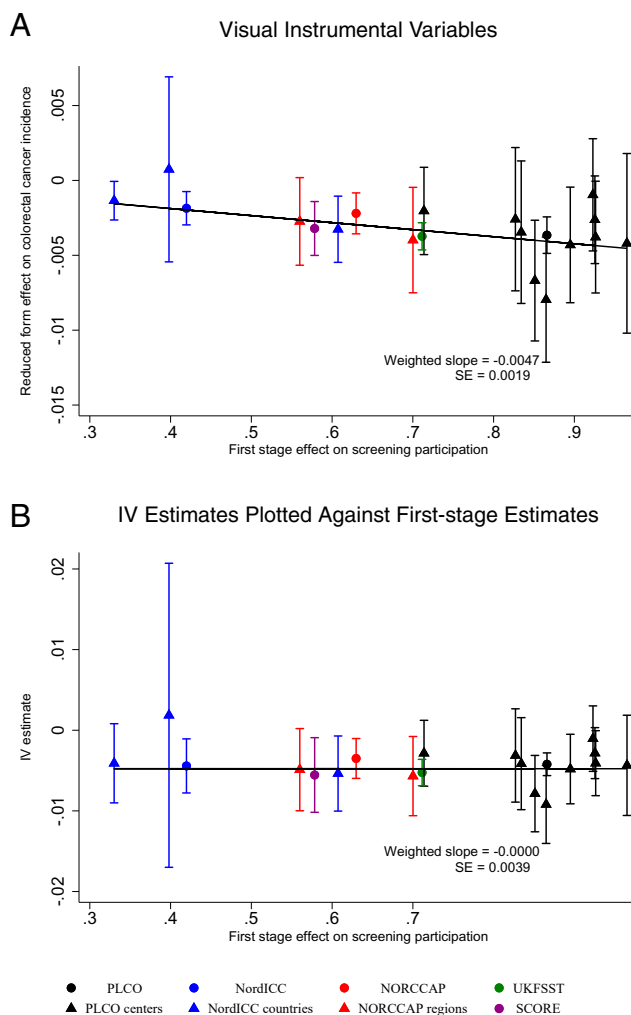 A
Visual Instrumental Variables
Reduced form effect on colorectal cancer incidence
.005
0
-.005
-.01
-.015
Weighted slope = -0.0047
SE = 0.0019
.3 .4 .5 .6 .7 .8 .9
First stage effect on screening participation
B
IV Estimates Plotted Against First-stage Estimates
IV estimate
.02
.01
0
-.01
-.02
Weighted slope = -0.0000
SE = 0.0039
.3 .4 .5 .6 .7
First stage effect on screening participation
PLCO NordICC NORCCAP UKFSST
PLCO centers NordICC countries NORCCAP regions SCORE